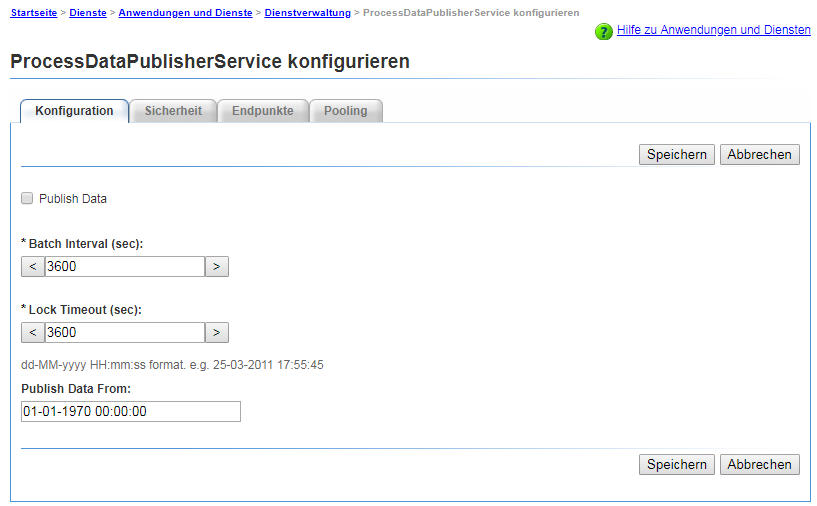 Startseite > Dienste > Anwendungen und Dienste > Dienstverwaltung > ProcessDataPublisherService konfigurieren
? Hilfe zu Anwendungen und Diensten
ProcessDataPublisherService konfigurieren
Konfiguration Sicherheit Endpunkte Pooling
Speichern Abbrechen
Publish Data
* Batch Interval (sec):
< 3600 >
* Lock Timeout (sec):
< 3600 >
dd-MM-yyyy HH:mm:ss format. e.g. 25-03-2011 17:55:45
Publish Data From:
01-01-1970 00:00:00
Speichern Abbrechen